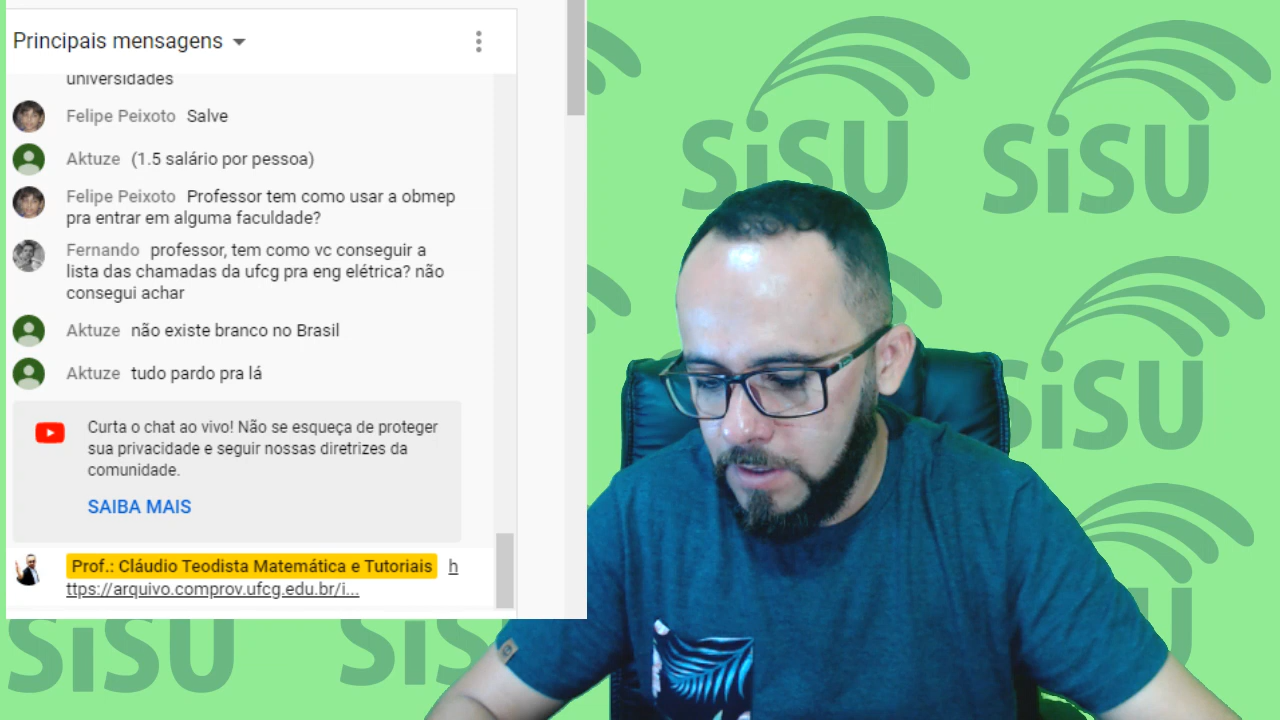 Principais mensagens
universidades
Felipe Peixoto Salve
Aktuze (1.5 salário por pessoa)
Felipe Peixoto Professor tem como usar a obmep
pra entrar em alguma faculdade?
Fernando professor, tem como vc conseguir a
lista das chamadas da ufcg pra eng elétrica? não
consegui achar
Aktuze não existe branco no Brasil
Aktuze tudo pardo pra lá
Curta o chat ao vivo! Não se esqueça de proteger
sua privacidade e seguir nossas diretrizes da
comunidade.
SAIBA MAIS
Prof.: Cláudio Teodista Matemática e Tutoriais h
ttps://arquivo.comprov.ufcg.edu.br/i...
SiSU
SiSU
SiSU
SiSU
SiSU